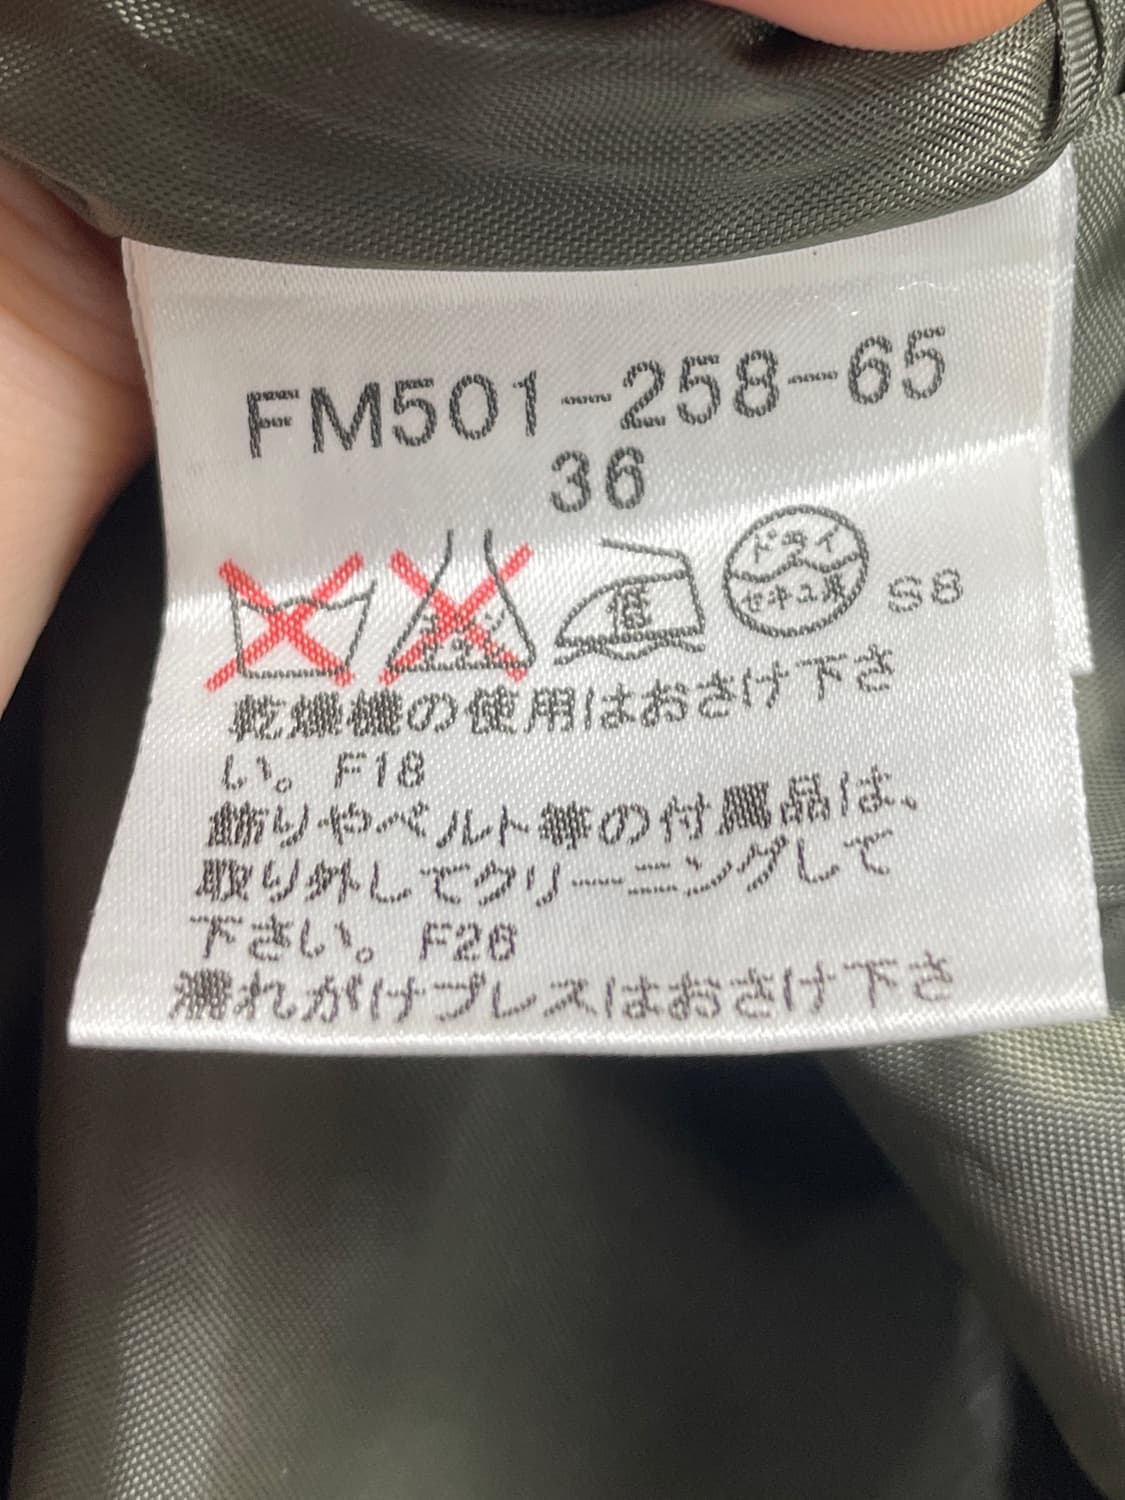 FM501-258-65
36
低
ドライ
セキユ系
S8
乾燥機の使用はおさけ下さ
い。F18
飾りやベルト等の付属品は、
取り外してクリーニングして
下さい。F26
濡れがけプレスはおさけ下さ